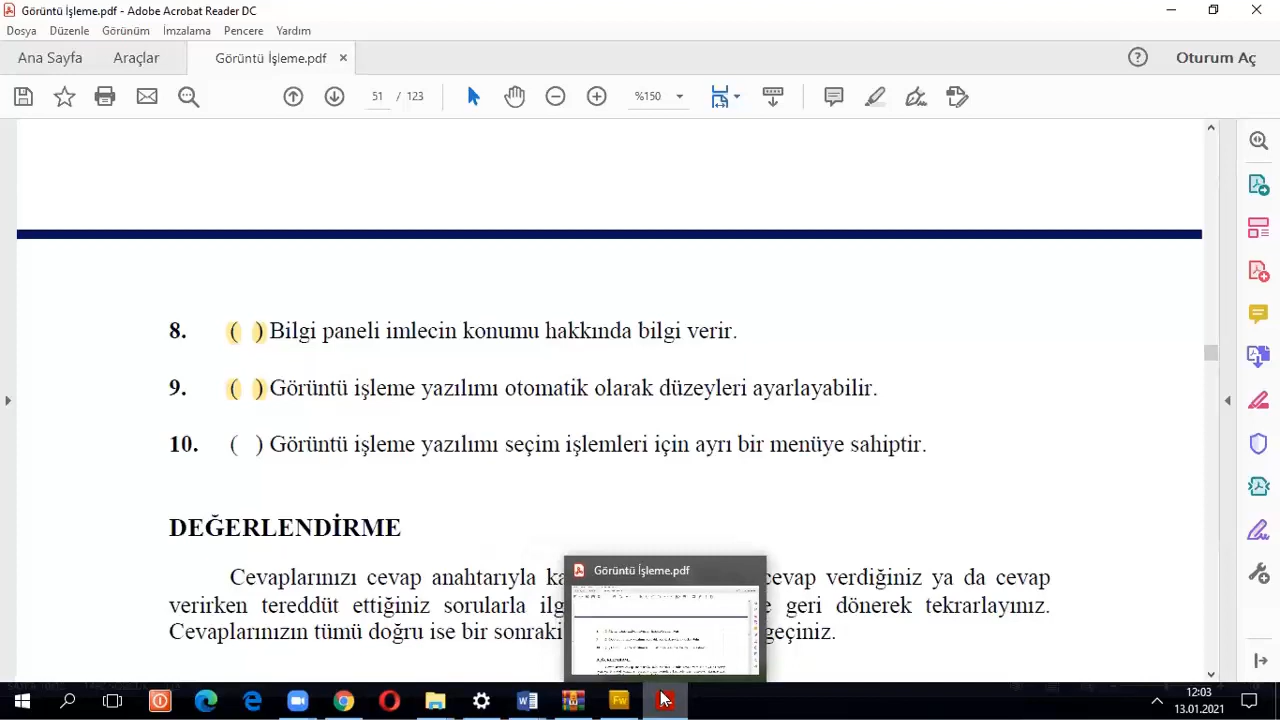 Görüntü İşleme.pdf - Adobe Acrobat Reader DC
Dosya Düzenle Görünüm İmzalama Pencere Yardım
Ana Sayfa Araçlar Görüntü İşleme.pdf Oturum Aç
51 / 123 %150
8. ( ) Bilgi paneli imlecin konumu hakkında bilgi verir.
9. ( ) Görüntü işleme yazılımı otomatik olarak düzeyleri ayarlayabilir.
10. ( ) Görüntü işleme yazılımı seçim işlemleri için ayrı bir menüye sahiptir.
DEĞERLENDİRME
Görüntü İşleme.pdf
Cevaplarınızı cevap anahtarıyla cevap verdiğiniz ya da cevap
verirken tereddüt ettiğiniz sorularla geri dönerek tekrarlayınız.
Cevaplarınızın tümü doğru ise bir sonraki geçiniz.
Fw
12:03
13.01.2021